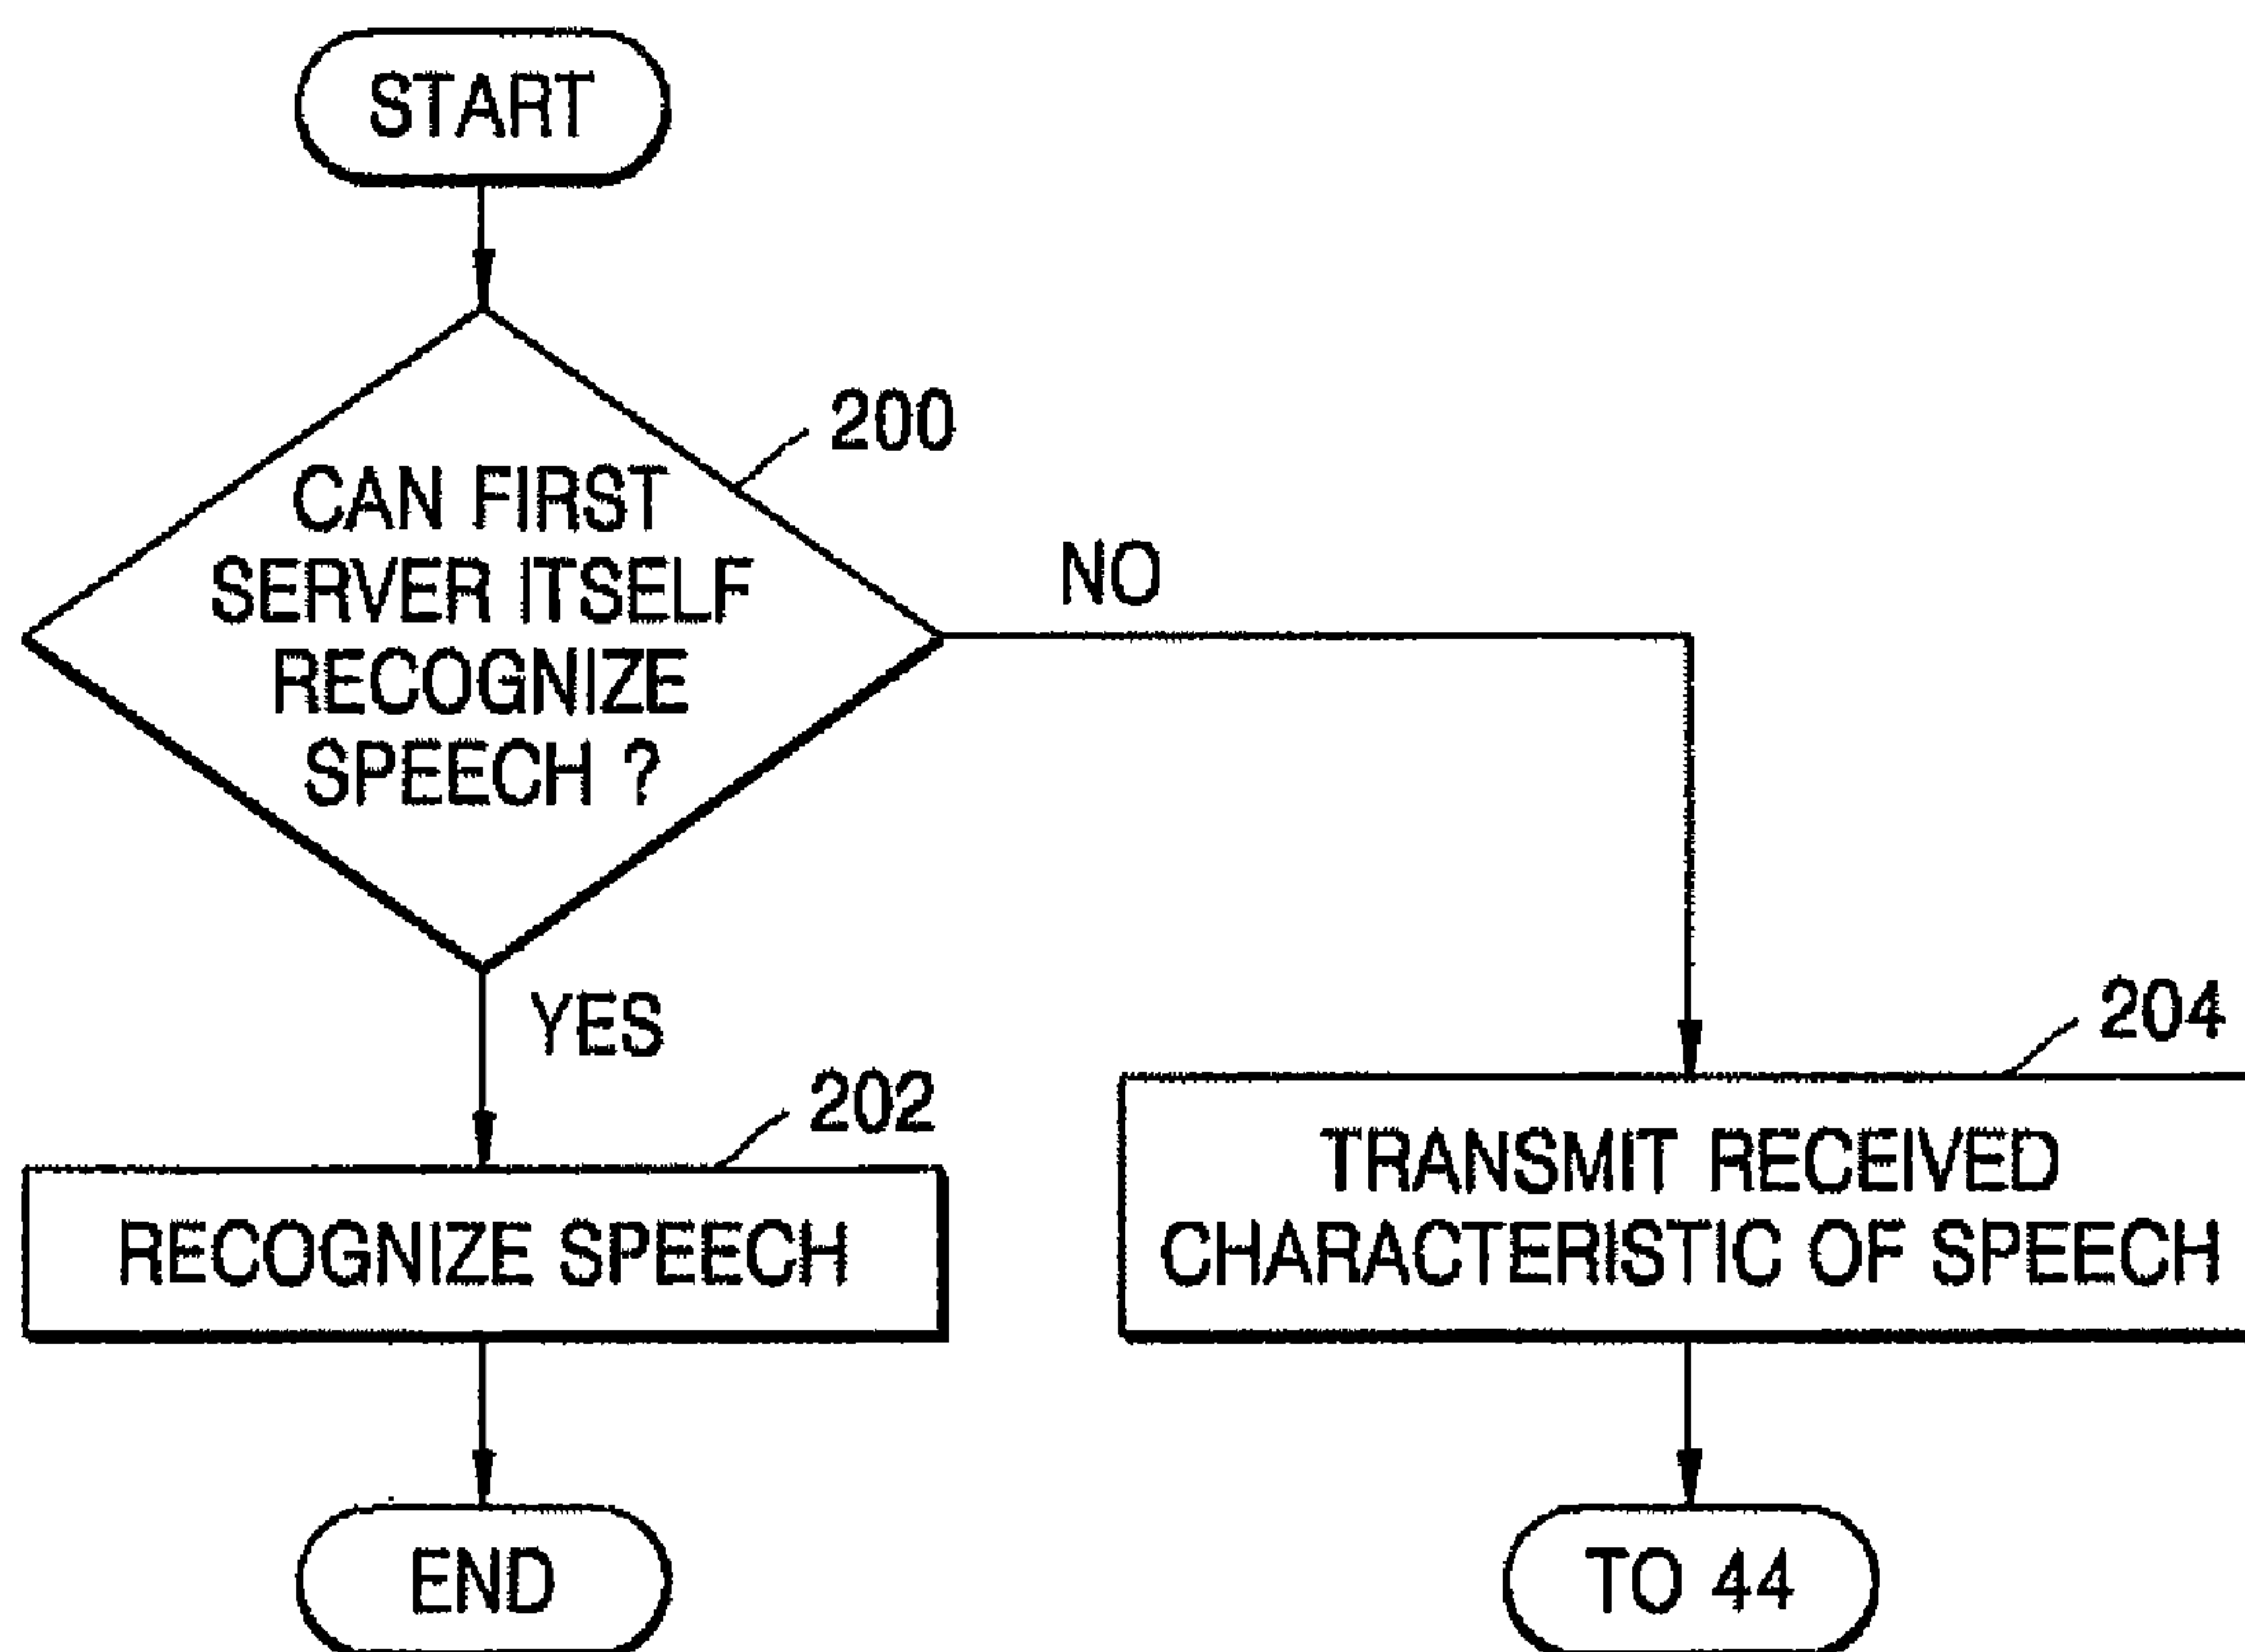 START
200
CAN FIRST
SERVER ITSELF
RECOGNIZE
SPEECH ?
NO
YES
202
RECOGNIZE SPEECH
204
TRANSMIT RECEIVED
CHARACTERISTIC OF SPEECH
END
TO 44